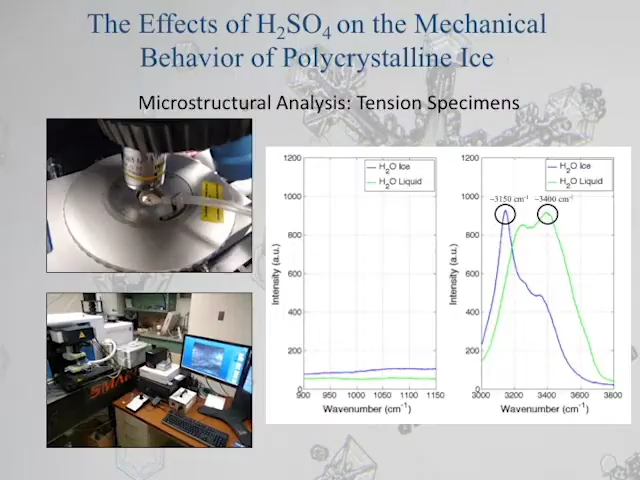 The Effects of H₂SO₄ on the Mechanical
Behavior of Polycrystalline Ice
Microstructural Analysis: Tension Specimens
1200
1000
800
600
400
200
0
900 950 1000 1050 1100 1150
Intensity (a.u.)
Wavenumber (cm⁻¹)
H₂O Ice
H₂O Liquid
1200
1000
800
600
400
200
0
3000 3200 3400 3600 3800
Intensity (a.u.)
Wavenumber (cm⁻¹)
H₂O Ice
H₂O Liquid
~3150 cm⁻¹ ~3400 cm⁻¹